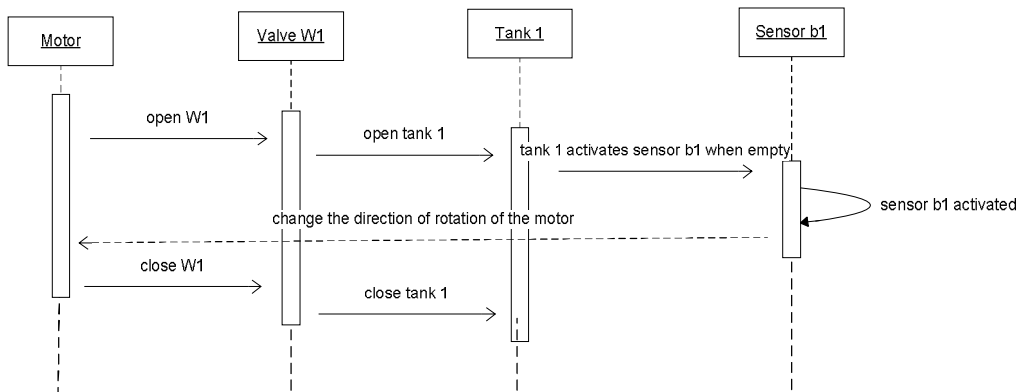 Motor
Valve W1
Tank 1
Sensor b1
open W1
open tank 1
tank 1 activates sensor b1 when empty
sensor b1 activated
change the direction of rotation of the motor
close W1
close tank 1